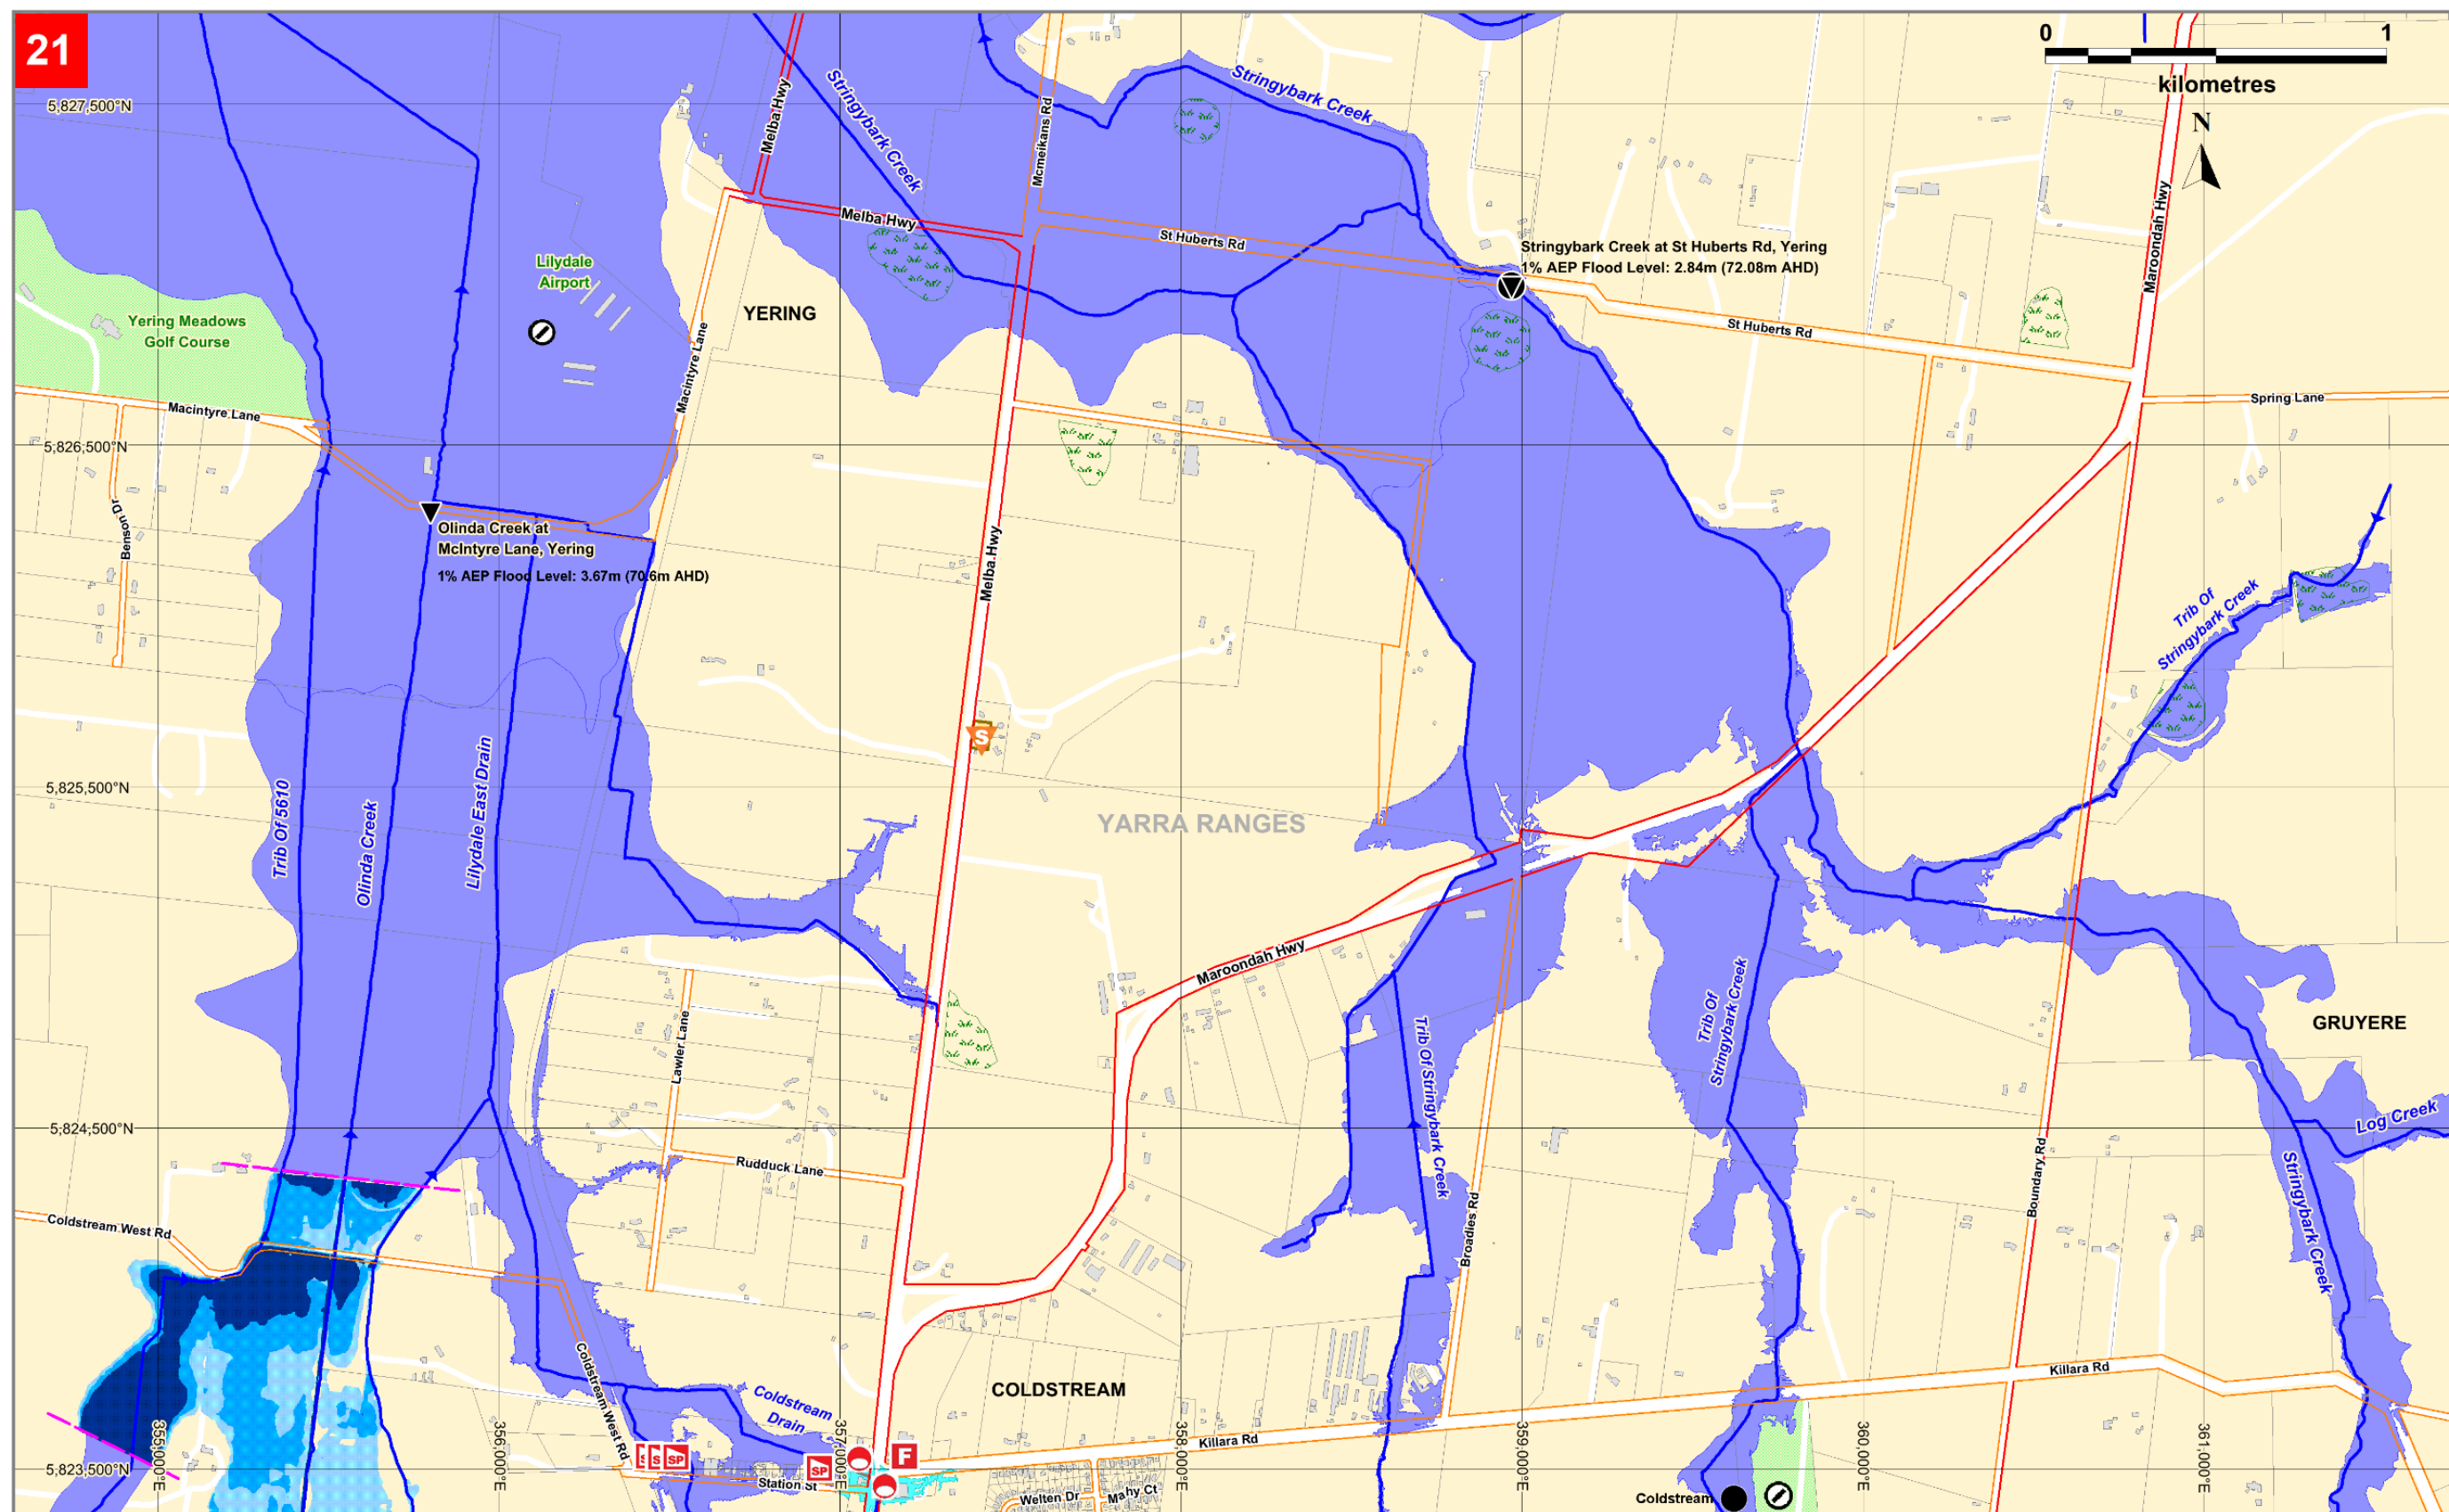 21
0 1
kilometres
N
5,827,500°N
5,826,500°N
5,825,500°N
5,824,500°N
5,823,500°N
355,000°E
356,000°E
357,000°E
358,000°E
359,000°E
360,000°E
361,000°E
Melba Hwy
Stringybark Creek
Mcmeikans Rd
Stringybark Creek
Maroondah Hwy
Melba Hwy
St Huberts Rd
Stringybark Creek at St Huberts Rd, Yering
1% AEP Flood Level: 2.84m (72.08m AHD)
Lilydale
Airport
YERING
Yering Meadows
Golf Course
St Huberts Rd
Macintyre Lane
Macintyre Lane
Spring Lane
Benson Dr
Olinda Creek at
McIntyre Lane, Yering
1% AEP Flood Level: 3.67m (70.6m AHD)
Melba Hwy
Trib Of
Stringybark Creek
S
Trib Of 5610
Olinda Creek
Lilydale East Drain
YARRA RANGES
Maroondah Hwy
Trib Of
Stringybark Creek
GRUYERE
Lawler Lane
Trib Of Stringybark Creek
Log Creek
Rudduck Lane
Boundary Rd
Stringybark Creek
Coldstream West Rd
Broadies Rd
Coldstream West Rd
COLDSTREAM
Coldstream
Drain
Killara Rd
Killara Rd
S
S
SP
SP
F
Station St
Welten Dr
Mahy Ct
Coldstream